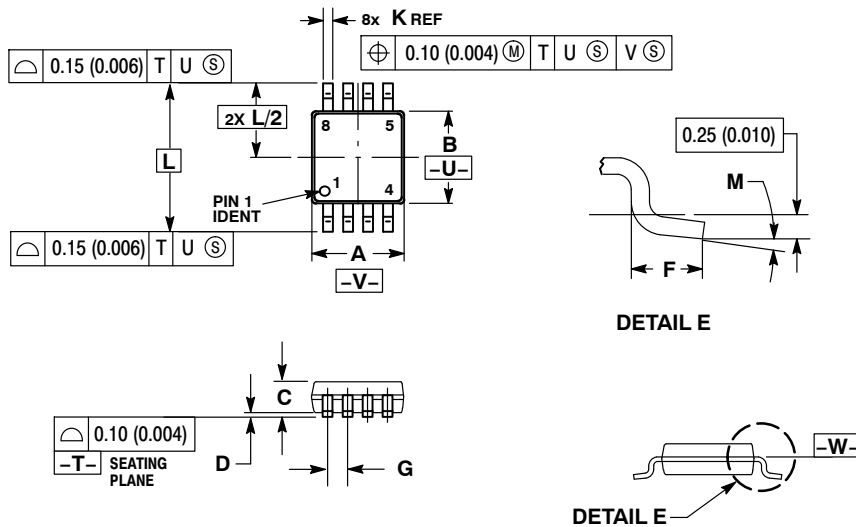 8x K REF
⌖ 0.10 (0.004) Ⓜ T U Ⓢ V Ⓢ
⌓ 0.15 (0.006) T U Ⓢ
2X L/2
8 5
B
–U–
L
PIN 1
IDENT
1 4
⌓ 0.15 (0.006) T U Ⓢ
A
–V–
0.25 (0.010)
M
F
DETAIL E
C
⌓ 0.10 (0.004)
–T– SEATING
PLANE
D
G
–W–
DETAIL E